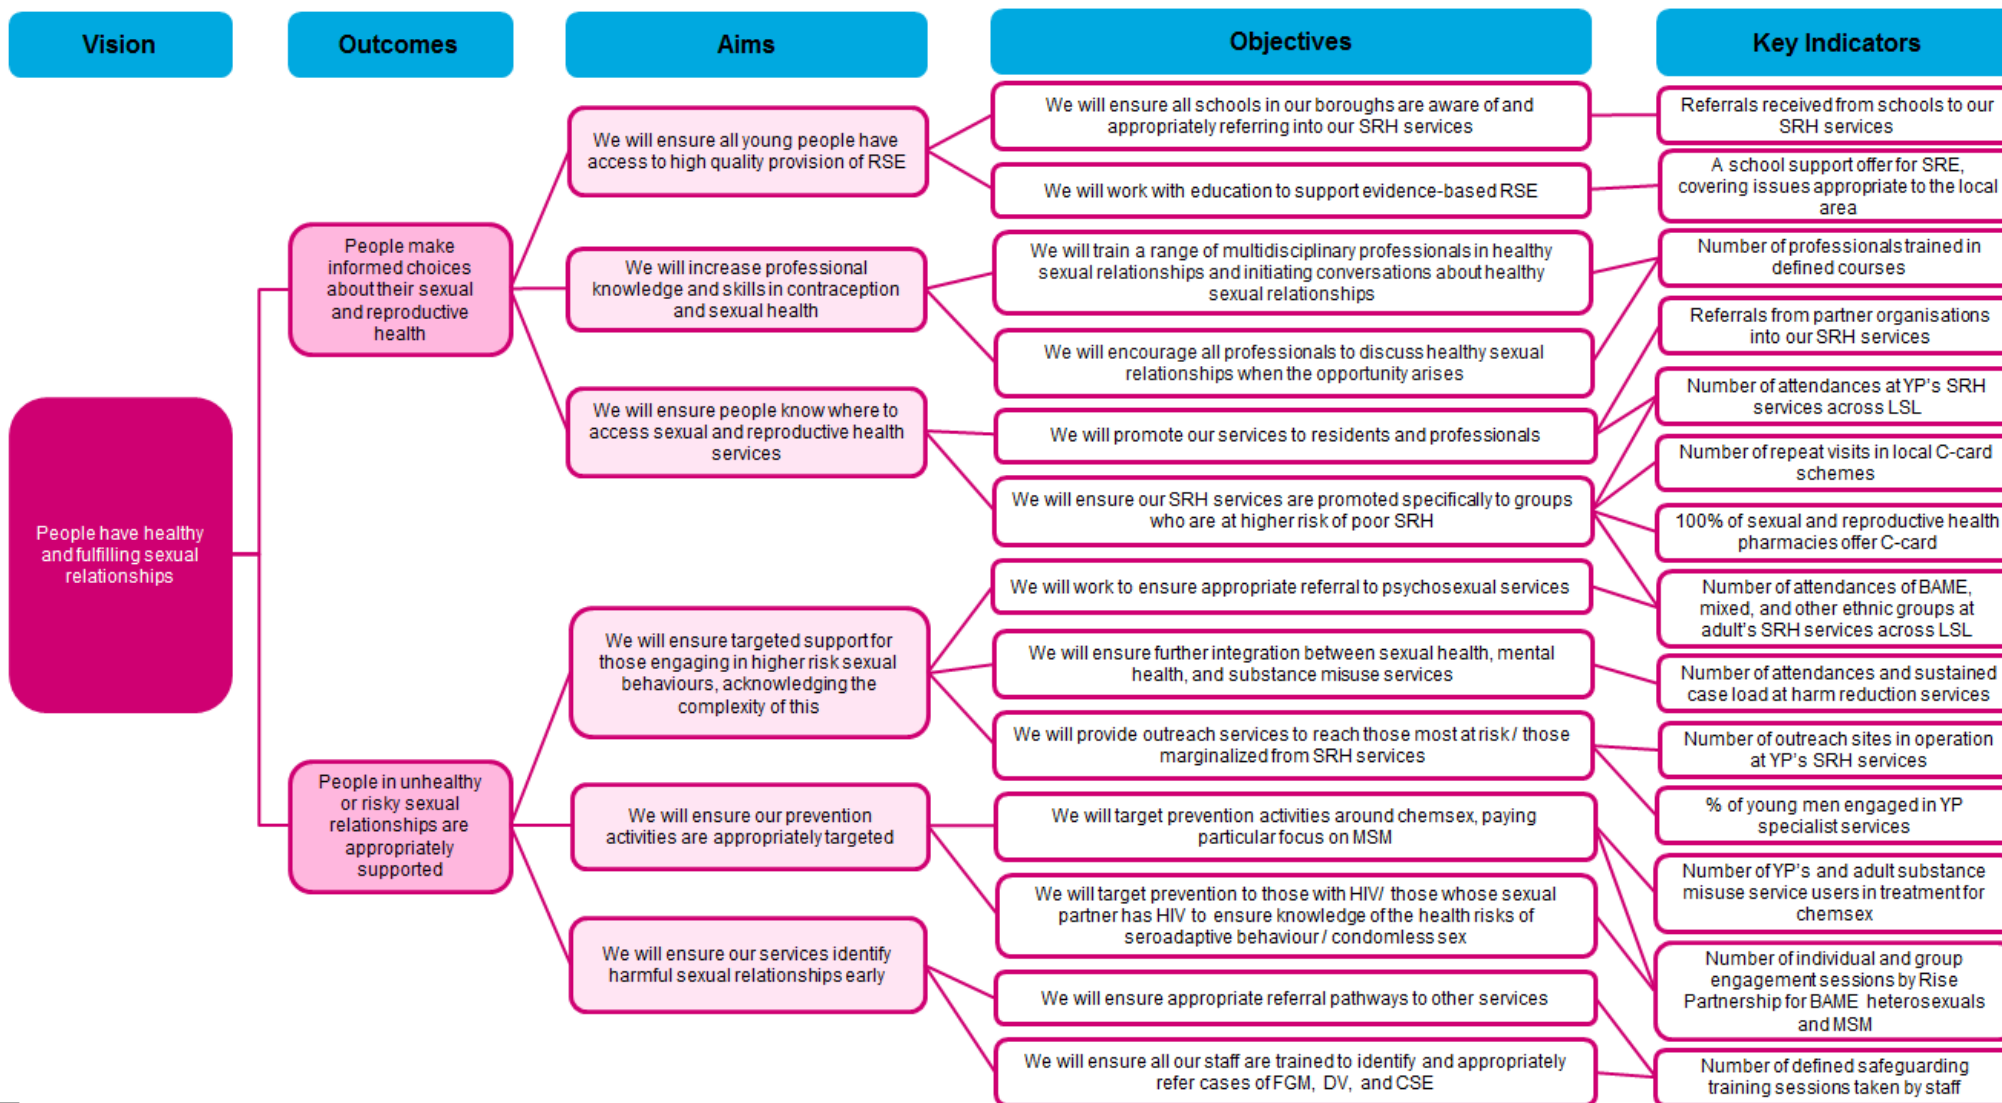 Vision
Outcomes
Aims
Objectives
Key Indicators
People have healthy
and fulfilling sexual
relationships
People make
informed choices
about their sexual
and reproductive
health
People in unhealthy
or risky sexual
relationships are
appropriately
supported
We will ensure all young people have
access to high quality provision of RSE
We will increase professional
knowledge and skills in contraception
and sexual health
We will ensure people know where to
access sexual and reproductive health
services
We will ensure targeted support for
those engaging in higher risk sexual
behaviours, acknowledging the
complexity of this
We will ensure our prevention
activities are appropriately targeted
We will ensure our services identify
harmful sexual relationships early
We will ensure all schools in our boroughs are aware of and
appropriately referring into our SRH services
We will work with education to support evidence-based RSE
We will train a range of multidisciplinary professionals in healthy
sexual relationships and initiating conversations about healthy
sexual relationships
We will encourage all professionals to discuss healthy sexual
relationships when the opportunity arises
We will promote our services to residents and professionals
We will ensure our SRH services are promoted specifically to groups
who are at higher risk of poor SRH
We will work to ensure appropriate referral to psychosexual services
We will ensure further integration between sexual health, mental
health, and substance misuse services
We will provide outreach services to reach those most at risk / those
marginalized from SRH services
We will target prevention activities around chemsex, paying
particular focus on MSM
We will target prevention to those with HIV/ those whose sexual
partner has HIV to ensure knowledge of the health risks of
seroadaptive behaviour / condomless sex
We will ensure appropriate referral pathways to other services
We will ensure all our staff are trained to identify and appropriately
refer cases of FGM, DV, and CSE
Referrals received from schools to our
SRH services
A school support offer for SRE,
covering issues appropriate to the local
area
Number of professionals trained in
defined courses
Referrals from partner organisations
into our SRH services
Number of attendances at YP's SRH
services across LSL
Number of repeat visits in local C-card
schemes
100% of sexual and reproductive health
pharmacies offer C-card
Number of attendances of BAME,
mixed, and other ethnic groups at
adult's SRH services across LSL
Number of attendances and sustained
case load at harm reduction services
Number of outreach sites in operation
at YP's SRH services
% of young men engaged in YP
specialist services
Number of YP's and adult substance
misuse service users in treatment for
chemsex
Number of individual and group
engagement sessions by Rise
Partnership for BAME heterosexuals
and MSM
Number of defined safeguarding
training sessions taken by staff